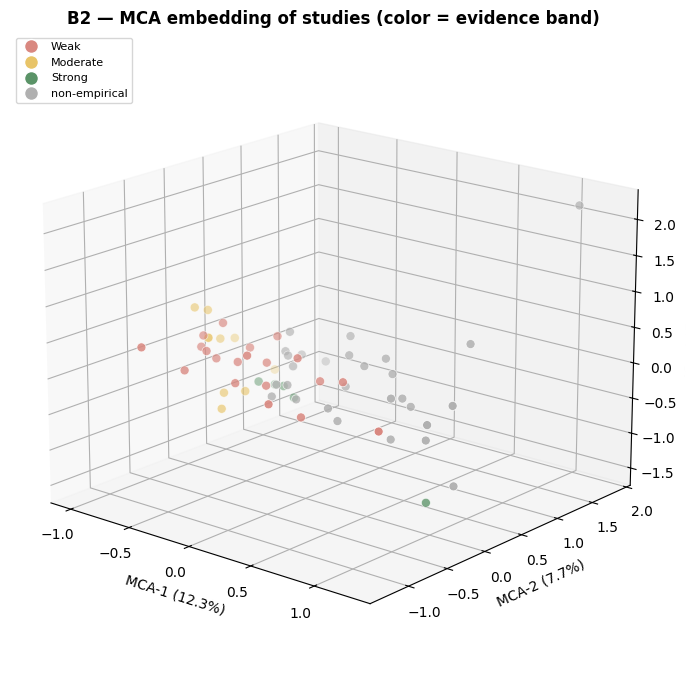 B2 — MCA embedding of studies (color = evidence band)
Weak
Moderate
Strong
non-empirical
2.0
1.5
1.0
0.5
0.0
−0.5
−1.0
−1.5
−1.0
−0.5
0.0
0.5
1.0
MCA-1 (12.3%)
−1.0
−0.5
0.0
0.5
1.0
1.5
2.0
MCA-2 (7.7%)